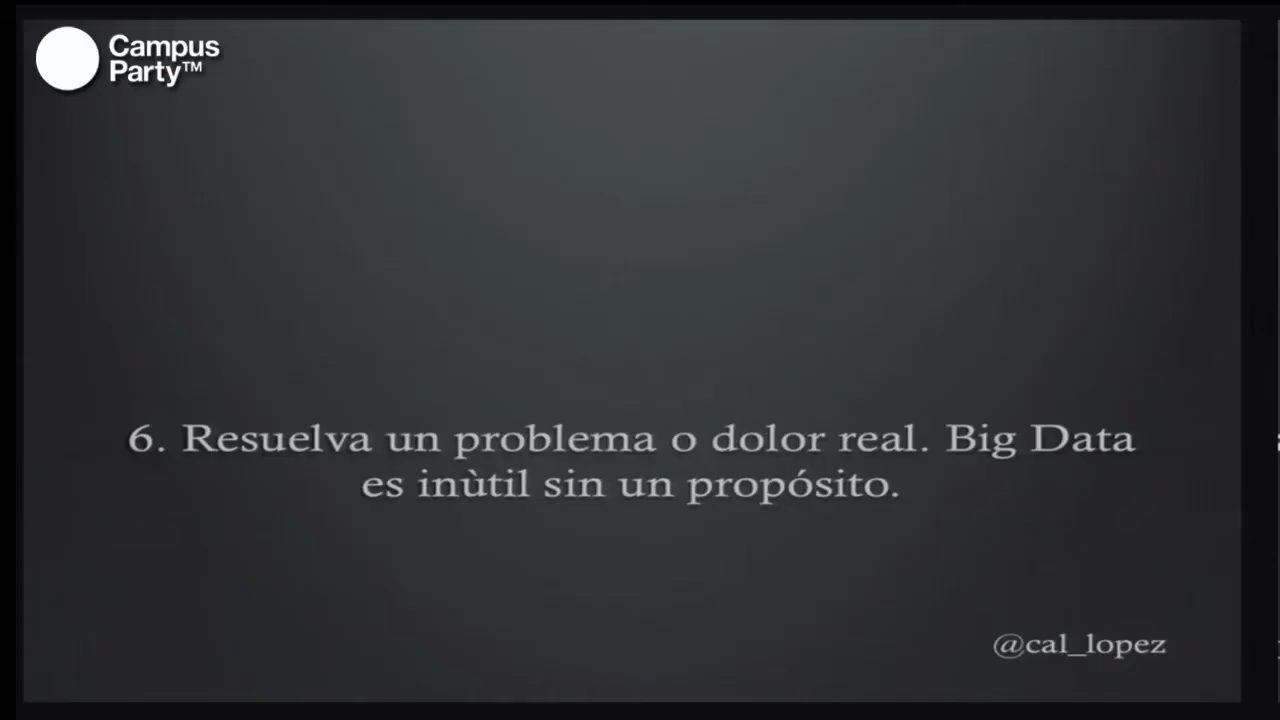 Campus
Party™
6. Resuelva un problema o dolor real. Big Data
es inùtil sin un propósito.
@cal_lopez